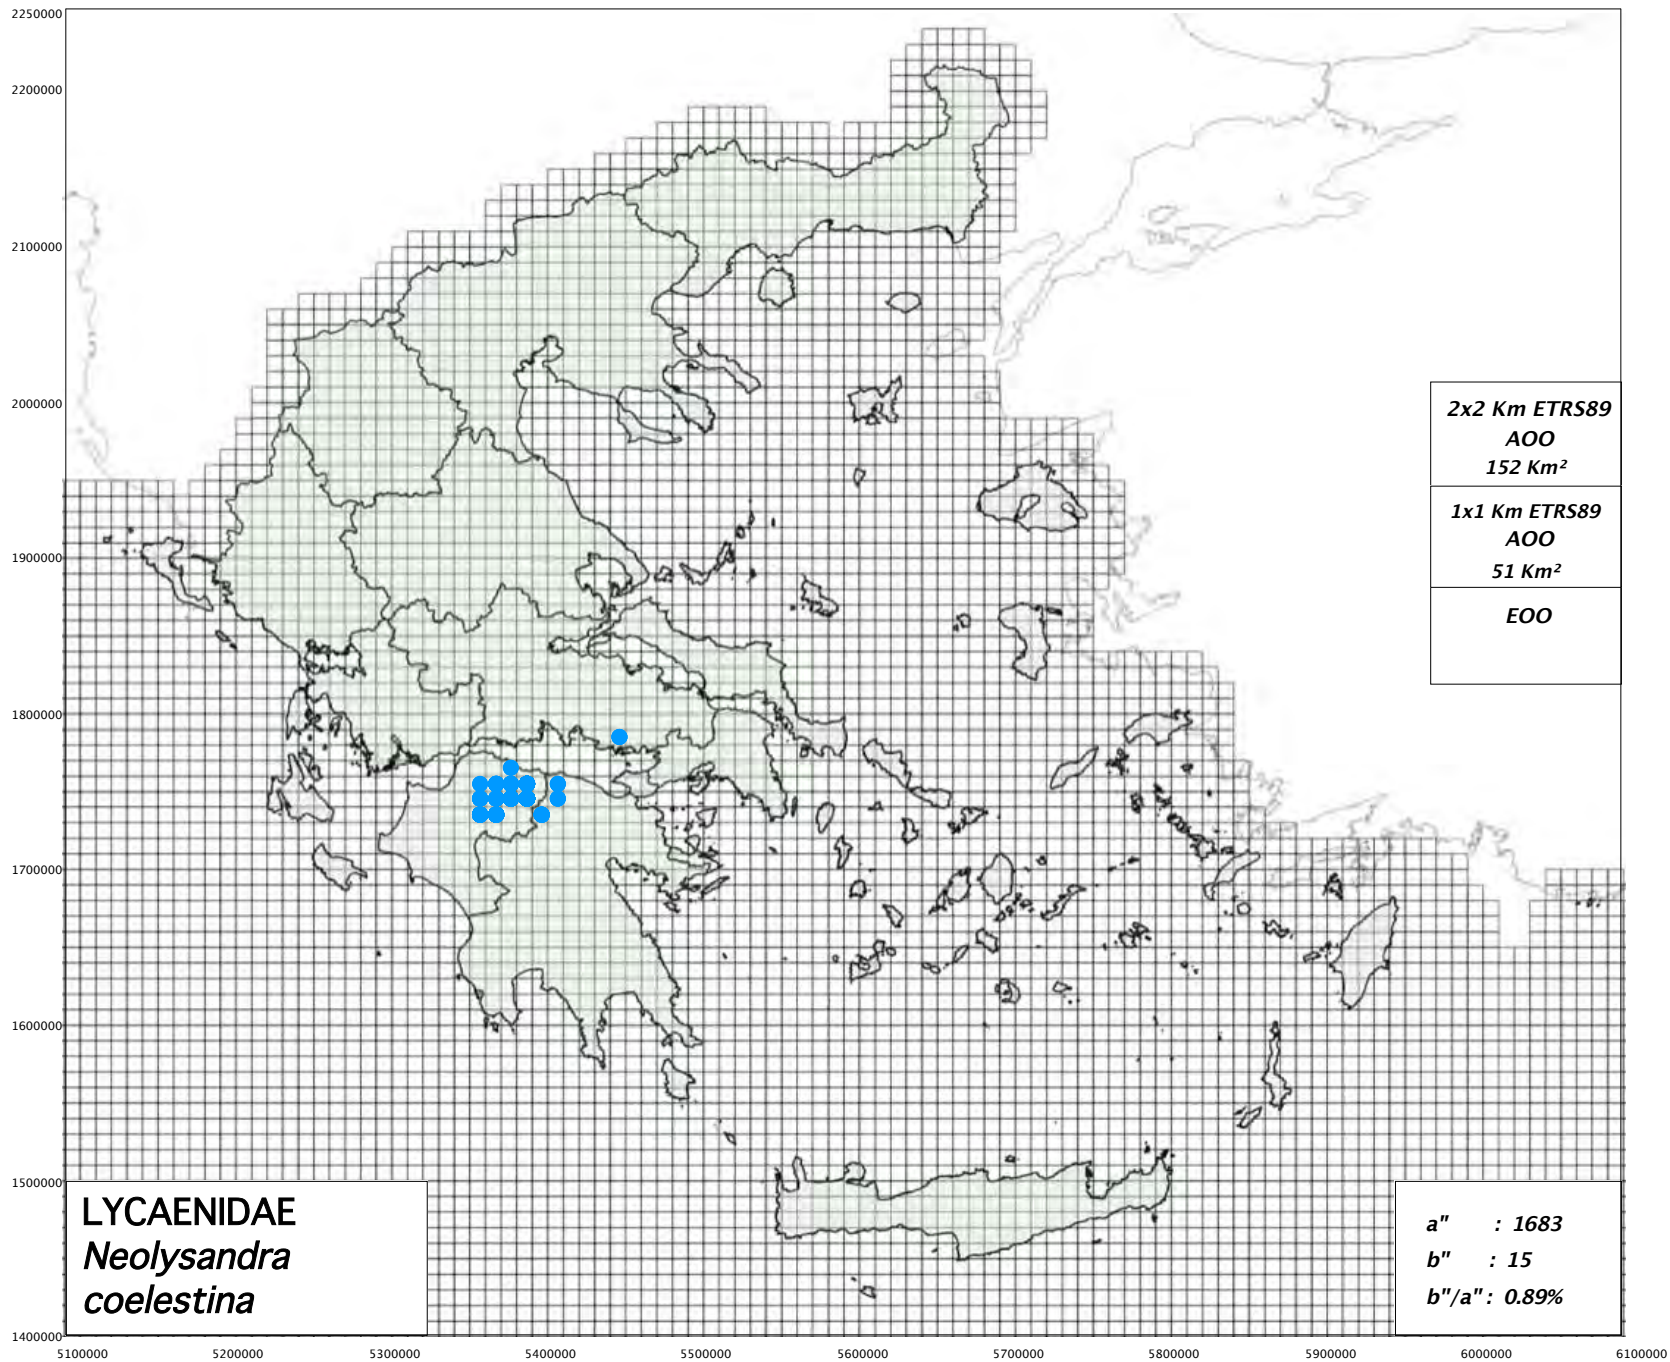 2250000
2200000
2100000
2000000
1900000
1800000
1700000
1600000
1500000
1400000
2x2 Km ETRS89
AOO
152 Km²
1x1 Km ETRS89
AOO
51 Km²
EOO
LYCAENIDAE
Neolysandra
coelestina
a" : 1683
b" : 15
b"/a" : 0.89%
5100000 5200000 5300000 5400000 5500000 5600000 5700000 5800000 5900000 6000000 6100000